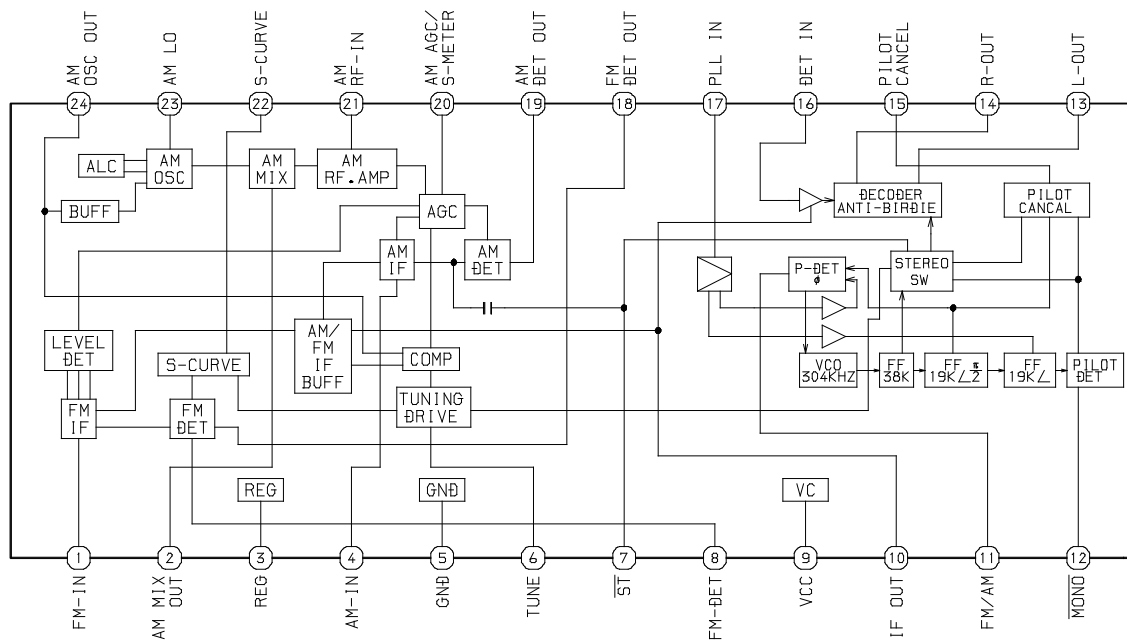 AM
OSC OUT
AM LO
S-CURVE
AM
RF-IN
AM AGC/
S-METER
AM
DET OUT
FM
DET OUT
PLL IN
DET IN
PILOT
CANCEL
R-OUT
L-OUT
24
23
22
21
20
19
18
17
16
15
14
13
ALC
AM
OSC
AM
MIX
AM
RF.AMP
BUFF
AGC
DECODER
ANTI-BIRDIE
PILOT
CANCAL
AM
IF
AM
DET
P-DET
ϕ
STEREO
SW
LEVEL
DET
AM/
FM
IF
BUFF
S-CURVE
COMP
VCO
304KHZ
FF
38K
FF
19K∠π/2
FF
19K∠
PILOT
DET
FM
IF
FM
DET
TUNING
DRIVE
REG
GND
VC
1
2
3
4
5
6
7
8
9
10
11
12
FM-IN
AM MIX
OUT
REG
AM-IN
GND
TUNE
S̅T̅
FM-DET
VCC
IF OUT
FM/AM
M̅O̅N̅O̅